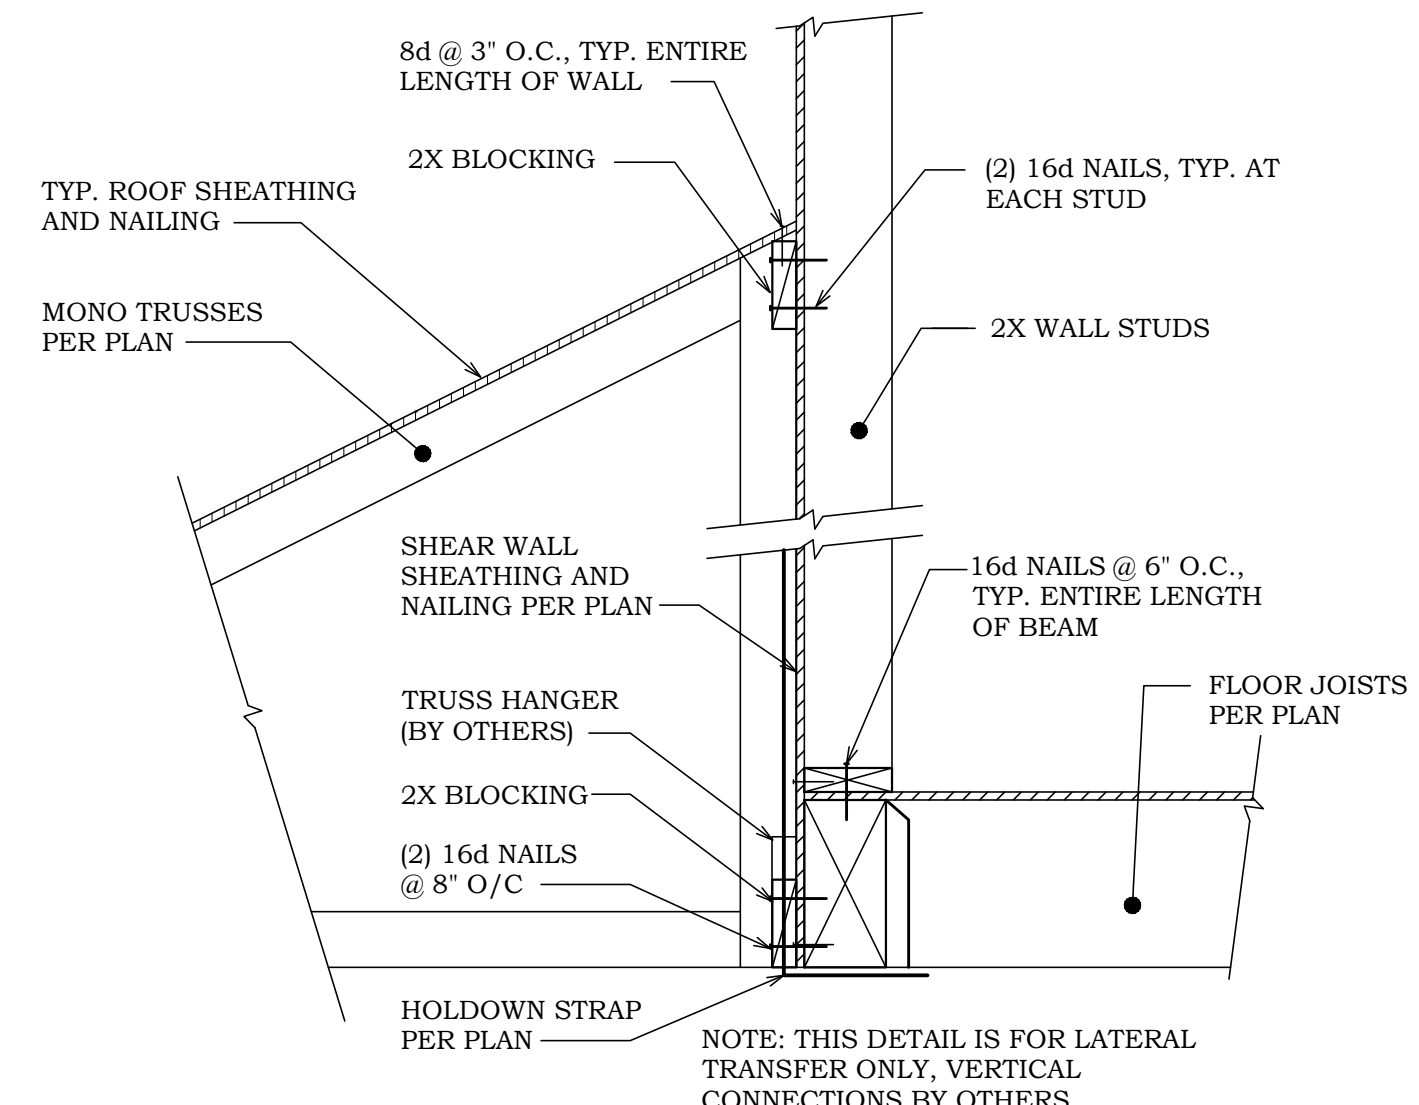 8d @ 3" O.C., TYP. ENTIRE
LENGTH OF WALL
2X BLOCKING
(2) 16d NAILS, TYP. AT
EACH STUD
TYP. ROOF SHEATHING
AND NAILING
MONO TRUSSES
PER PLAN
2X WALL STUDS
SHEAR WALL
SHEATHING AND
NAILING PER PLAN
16d NAILS @ 6" O.C.,
TYP. ENTIRE LENGTH
OF BEAM
FLOOR JOISTS
PER PLAN
TRUSS HANGER
(BY OTHERS)
2X BLOCKING
(2) 16d NAILS
@ 8" O/C
HOLDOWN STRAP
PER PLAN
NOTE: THIS DETAIL IS FOR LATERAL
TRANSFER ONLY, VERTICAL
CONNECTIONS BY OTHERS